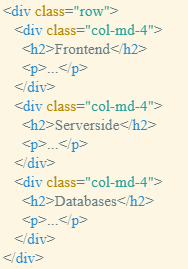 <div class="row">
<div class="col-md-4">
<h2>Frontend</h2>
<p>...</p>
</div>
<div class="col-md-4">
<h2>Serverside</h2>
<p>...</p>
</div>
<div class="col-md-4">
<h2>Databases</h2>
<p>...</p>
</div>
</div>